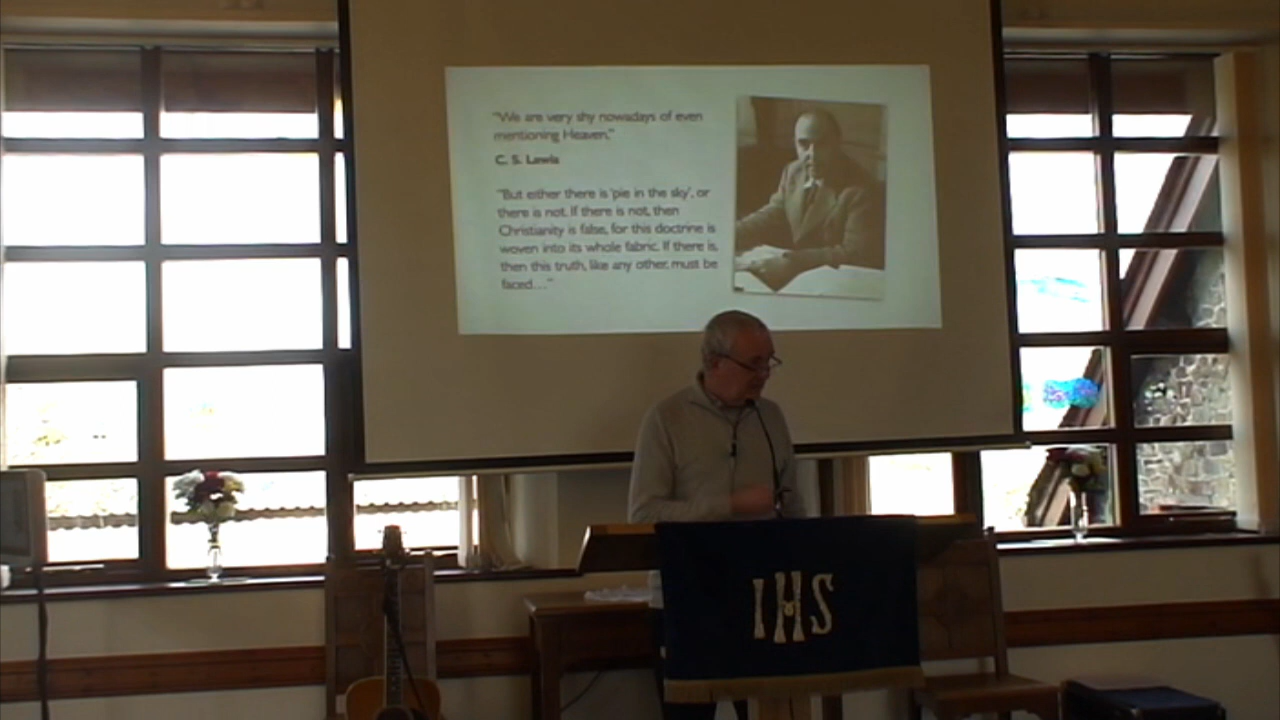 "We are very shy nowadays of even
mentioning Heaven."
C. S. Lewis
"But either there is 'pie in the sky', or
there is not. If there is not, then
Christianity is false, for this doctrine is
woven into its whole fabric. If there is,
then this truth, like any other, must be
faced…"
IHS